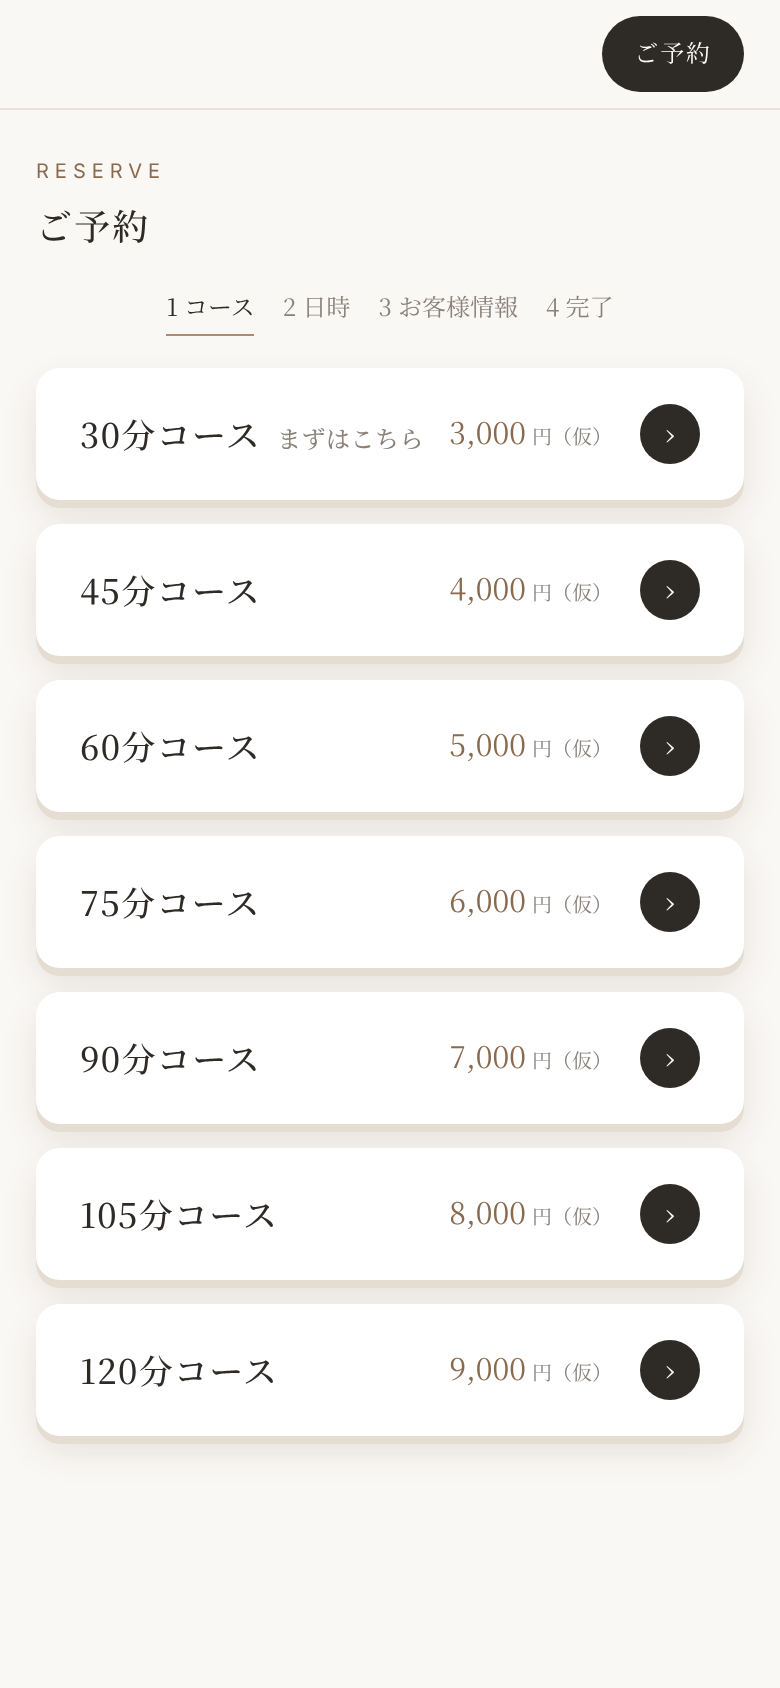 ご予約
RESERVE
ご予約
1 コース 2 日時 3 お客様情報 4 完了
30分コース まずはこちら 3,000 円（仮） ›
45分コース 4,000 円（仮） ›
60分コース 5,000 円（仮） ›
75分コース 6,000 円（仮） ›
90分コース 7,000 円（仮） ›
105分コース 8,000 円（仮） ›
120分コース 9,000 円（仮） ›